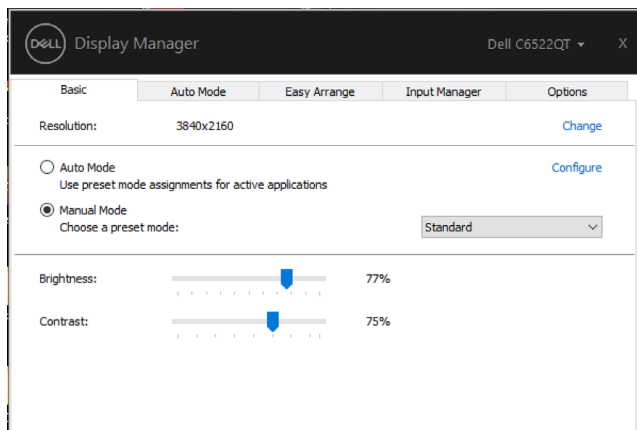 DELL Display Manager Dell C6522QT X
Basic Auto Mode Easy Arrange Input Manager Options
Resolution: 3840x2160 Change
Auto Mode Configure
Use preset mode assignments for active applications
Manual Mode
Choose a preset mode: Standard
Brightness: 77%
Contrast: 75%